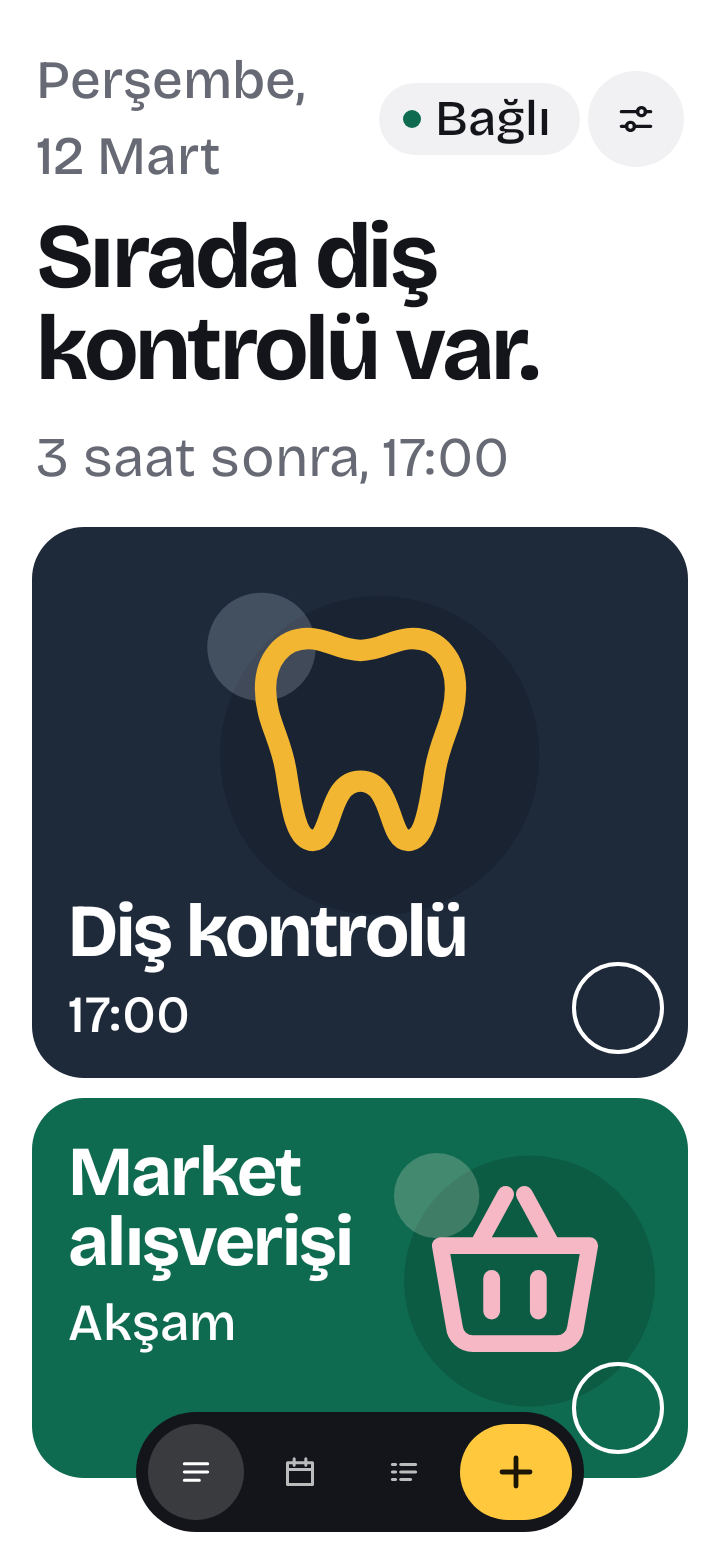 Perşembe,
12 Mart
Bağlı
Sırada diş
kontrolü var.
3 saat sonra, 17:00
Diş kontrolü
17:00
Market
alışverişi
Akşam